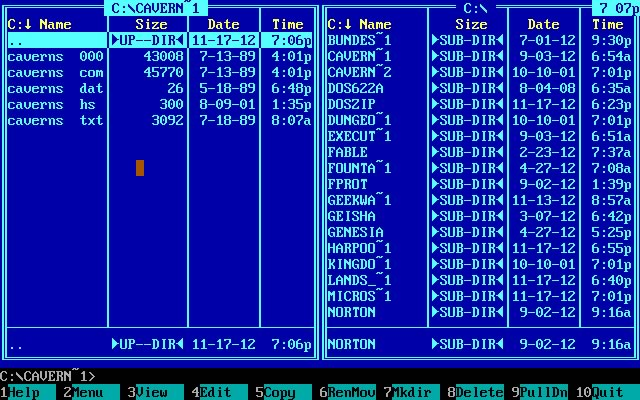 C:\CAVERN~1
C:↓ Name Size Date Time
.. ►UP--DIR◄ 11-17-12 7:06p
caverns 000 43008 7-13-89 4:01p
caverns com 45770 7-13-89 4:01p
caverns dat 26 5-18-89 6:48p
caverns hs 300 8-09-01 1:35p
caverns txt 3092 7-18-89 8:07a
.. ►UP--DIR◄ 11-17-12 7:06p
C:\ 7 07p
C:↓ Name Size Date Time
BUNDES~1 ►SUB-DIR◄ 7-01-12 9:30p
CAVERN~1 ►SUB-DIR◄ 9-03-12 6:54a
CAVERN~2 ►SUB-DIR◄ 10-10-01 7:01p
DOS622A ►SUB-DIR◄ 8-04-08 6:35a
DOSZIP ►SUB-DIR◄ 11-17-12 6:23p
DUNGEO~1 ►SUB-DIR◄ 10-10-01 7:01p
EXECUT~1 ►SUB-DIR◄ 9-03-12 6:51a
FABLE ►SUB-DIR◄ 2-23-12 7:37a
FOUNTA~1 ►SUB-DIR◄ 4-27-12 7:08a
FPROT ►SUB-DIR◄ 9-02-12 1:39p
GEEKWA~1 ►SUB-DIR◄ 11-13-12 8:57a
GEISHA ►SUB-DIR◄ 3-07-12 6:42p
GENESIA ►SUB-DIR◄ 4-27-12 5:25p
HARPOO~1 ►SUB-DIR◄ 11-17-12 6:55p
KINGDO~1 ►SUB-DIR◄ 10-10-01 7:01p
LANDS_~1 ►SUB-DIR◄ 11-17-12 6:40p
MICROS~1 ►SUB-DIR◄ 11-17-12 7:01p
NORTON ►SUB-DIR◄ 9-02-12 9:16a
NORTON ►SUB-DIR◄ 9-02-12 9:16a
C:\CAVERN~1>
1Help 2Menu 3View 4Edit 5Copy 6RenMov 7Mkdir 8Delete 9PullDn 10Quit